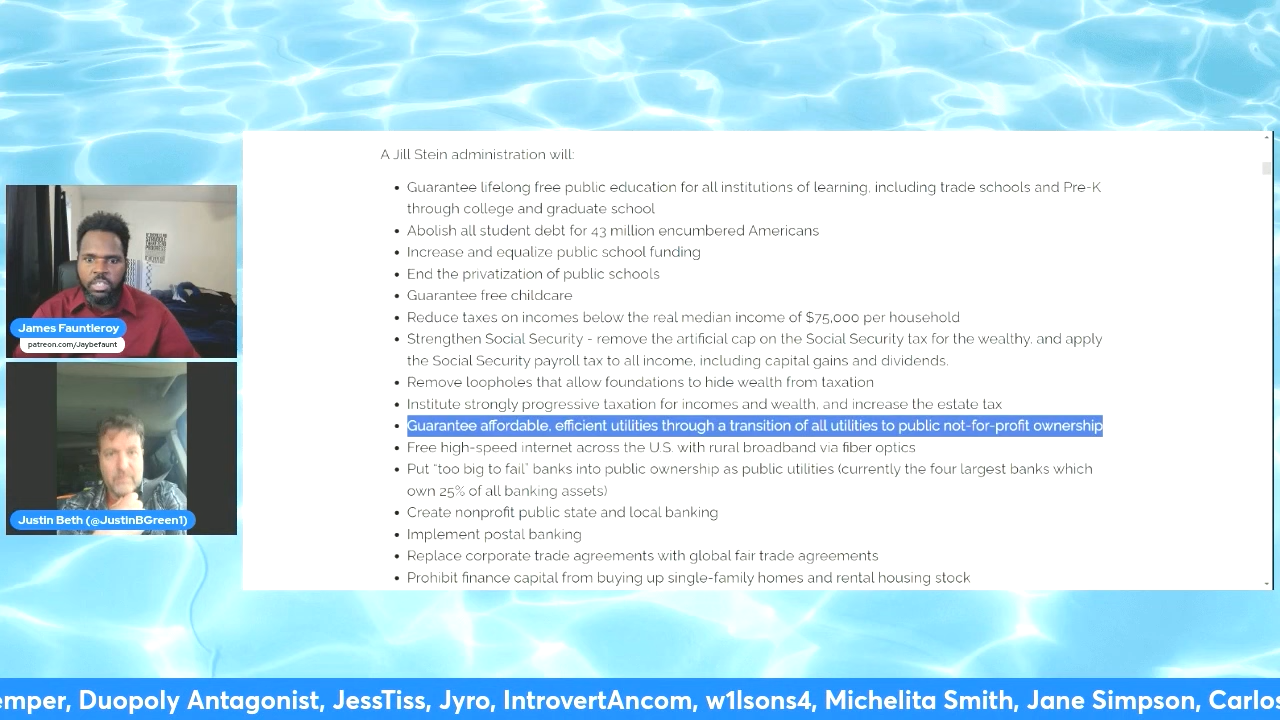 A Jill Stein administration will:
• Guarantee lifelong free public education for all institutions of learning, including trade schools and Pre-K
through college and graduate school
• Abolish all student debt for 43 million encumbered Americans
• Increase and equalize public school funding
• End the privatization of public schools
• Guarantee free childcare
• Reduce taxes on incomes below the real median income of $75,000 per household
• Strengthen Social Security - remove the artificial cap on the Social Security tax for the wealthy, and apply
the Social Security payroll tax to all income, including capital gains and dividends.
• Remove loopholes that allow foundations to hide wealth from taxation
• Institute strongly progressive taxation for incomes and wealth, and increase the estate tax
• Guarantee affordable, efficient utilities through a transition of all utilities to public not-for-profit ownership
• Free high-speed internet across the U.S. with rural broadband via fiber optics
• Put “too big to fail” banks into public ownership as public utilities (currently the four largest banks which
own 25% of all banking assets)
• Create nonprofit public state and local banking
• Implement postal banking
• Replace corporate trade agreements with global fair trade agreements
• Prohibit finance capital from buying up single-family homes and rental housing stock
James Fauntleroy
patreon.com/Jaybefaunt
Justin Beth (@JustinBGreen1)
emper, Duopoly Antagonist, JessTiss, Jyro, IntrovertAncom, w1lsons4, Michelita Smith, Jane Simpson, Carlos